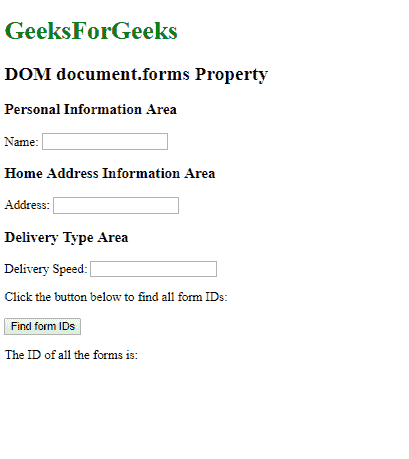 GeeksForGeeks
DOM document.forms Property
Personal Information Area
Name:
Home Address Information Area
Address:
Delivery Type Area
Delivery Speed:
Click the button below to find all form IDs:
Find form IDs
The ID of all the forms is: